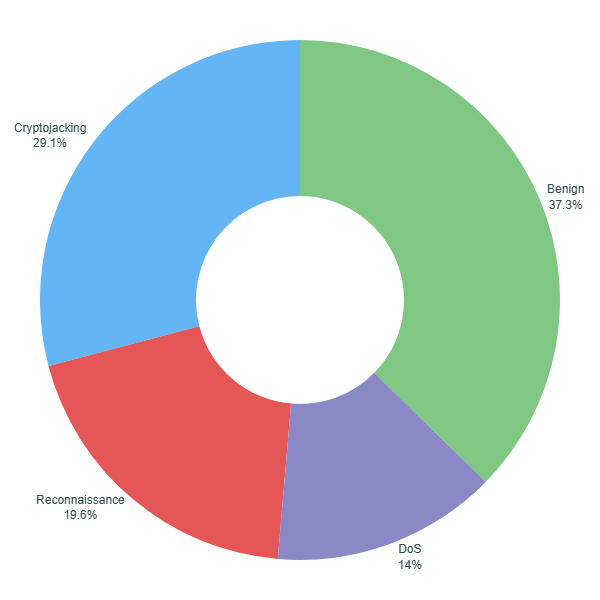 Cryptojacking
29.1%
Benign
37.3%
Reconnaissance
19.6%
DoS
14%